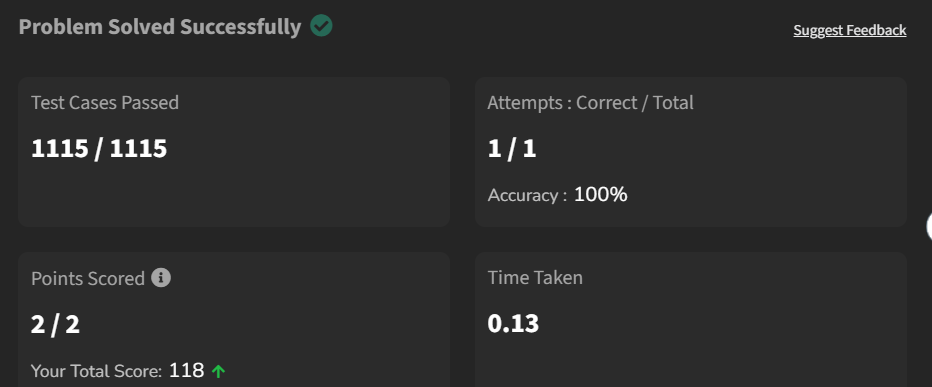 Problem Solved Successfully
Suggest Feedback
Test Cases Passed
1115 / 1115
Attempts : Correct / Total
1 / 1
Accuracy : 100%
Points Scored
2 / 2
Your Total Score: 118 ↑
Time Taken
0.13